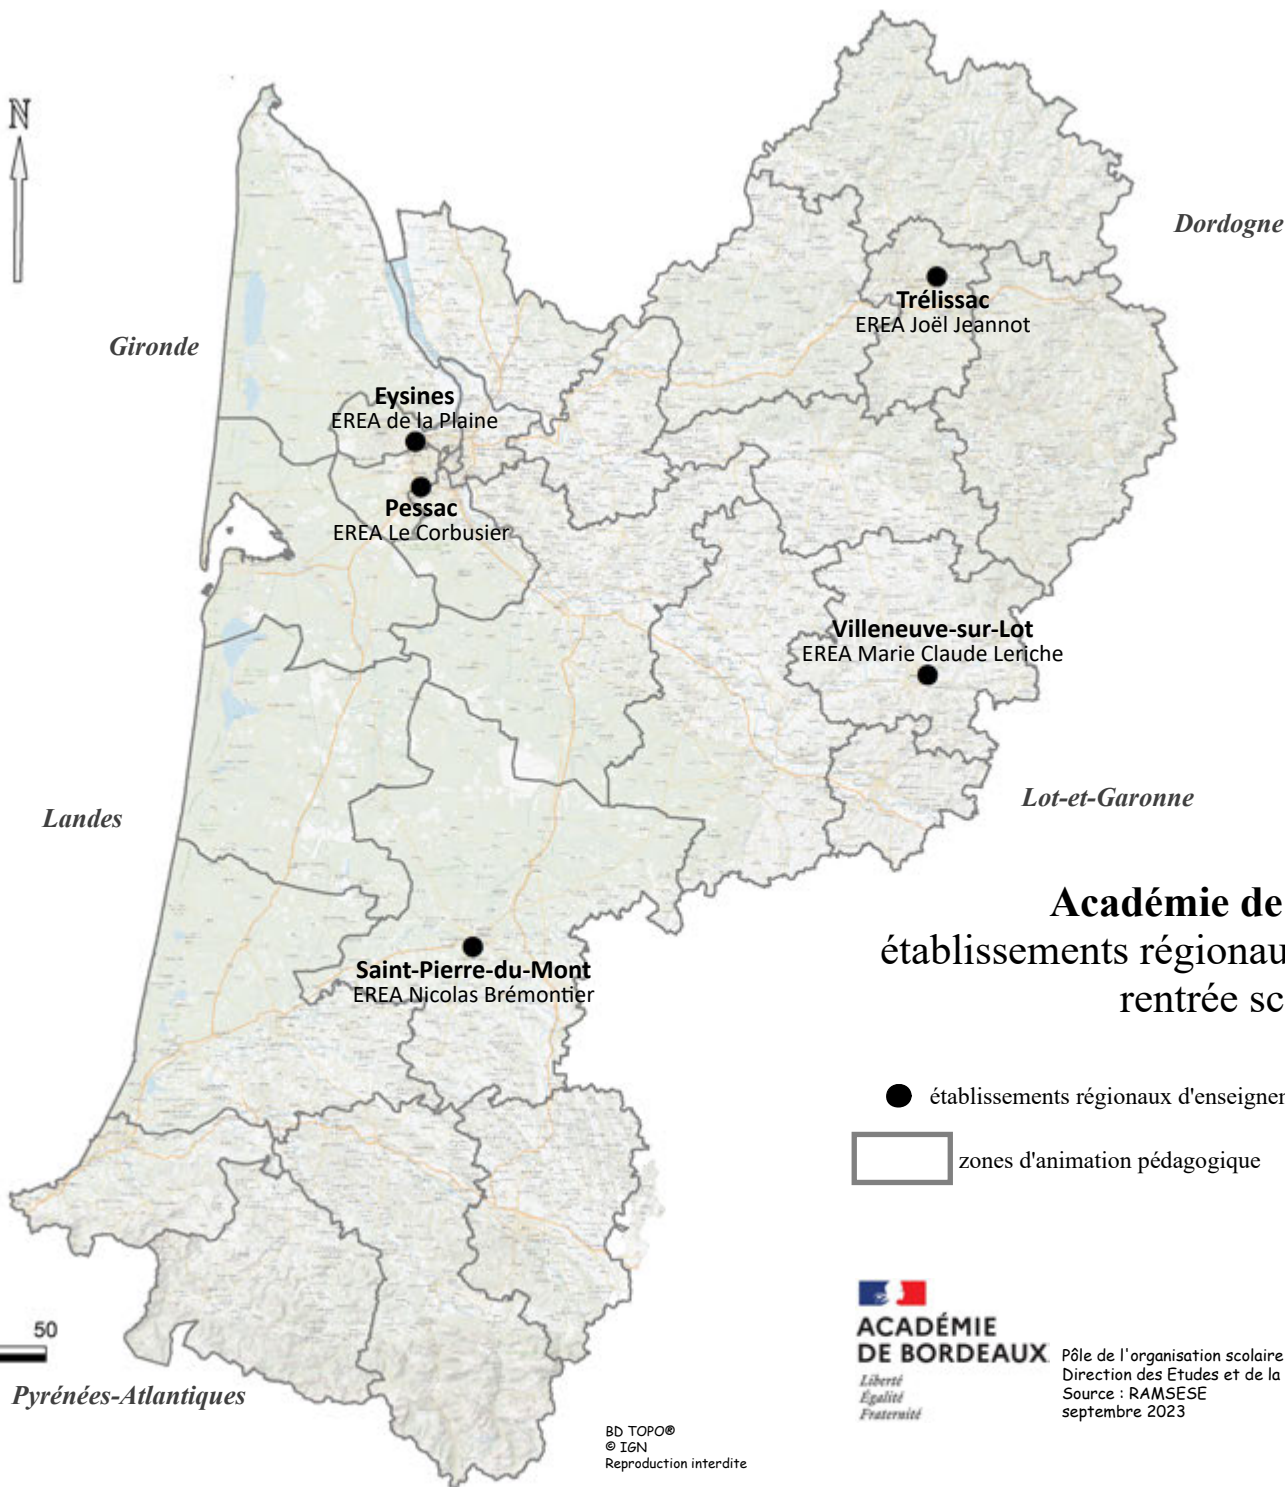 N
Dordogne
Trélissac
EREA Joël Jeannot
Gironde
Eysines
EREA de la Plaine
Pessac
EREA Le Corbusier
Villeneuve-sur-Lot
EREA Marie Claude Leriche
Lot-et-Garonne
Landes
Saint-Pierre-du-Mont
EREA Nicolas Brémontier
Académie de
établissements régionau
rentrée sc
établissements régionaux d'enseigner
zones d'animation pédagogique
50
Pyrénées-Atlantiques
BD TOPO®
© IGN
Reproduction interdite
ACADÉMIE
DE BORDEAUX
Liberté
Égalité
Fraternité
Pôle de l'organisation scolaire
Direction des Etudes et de la
Source : RAMSESE
septembre 2023